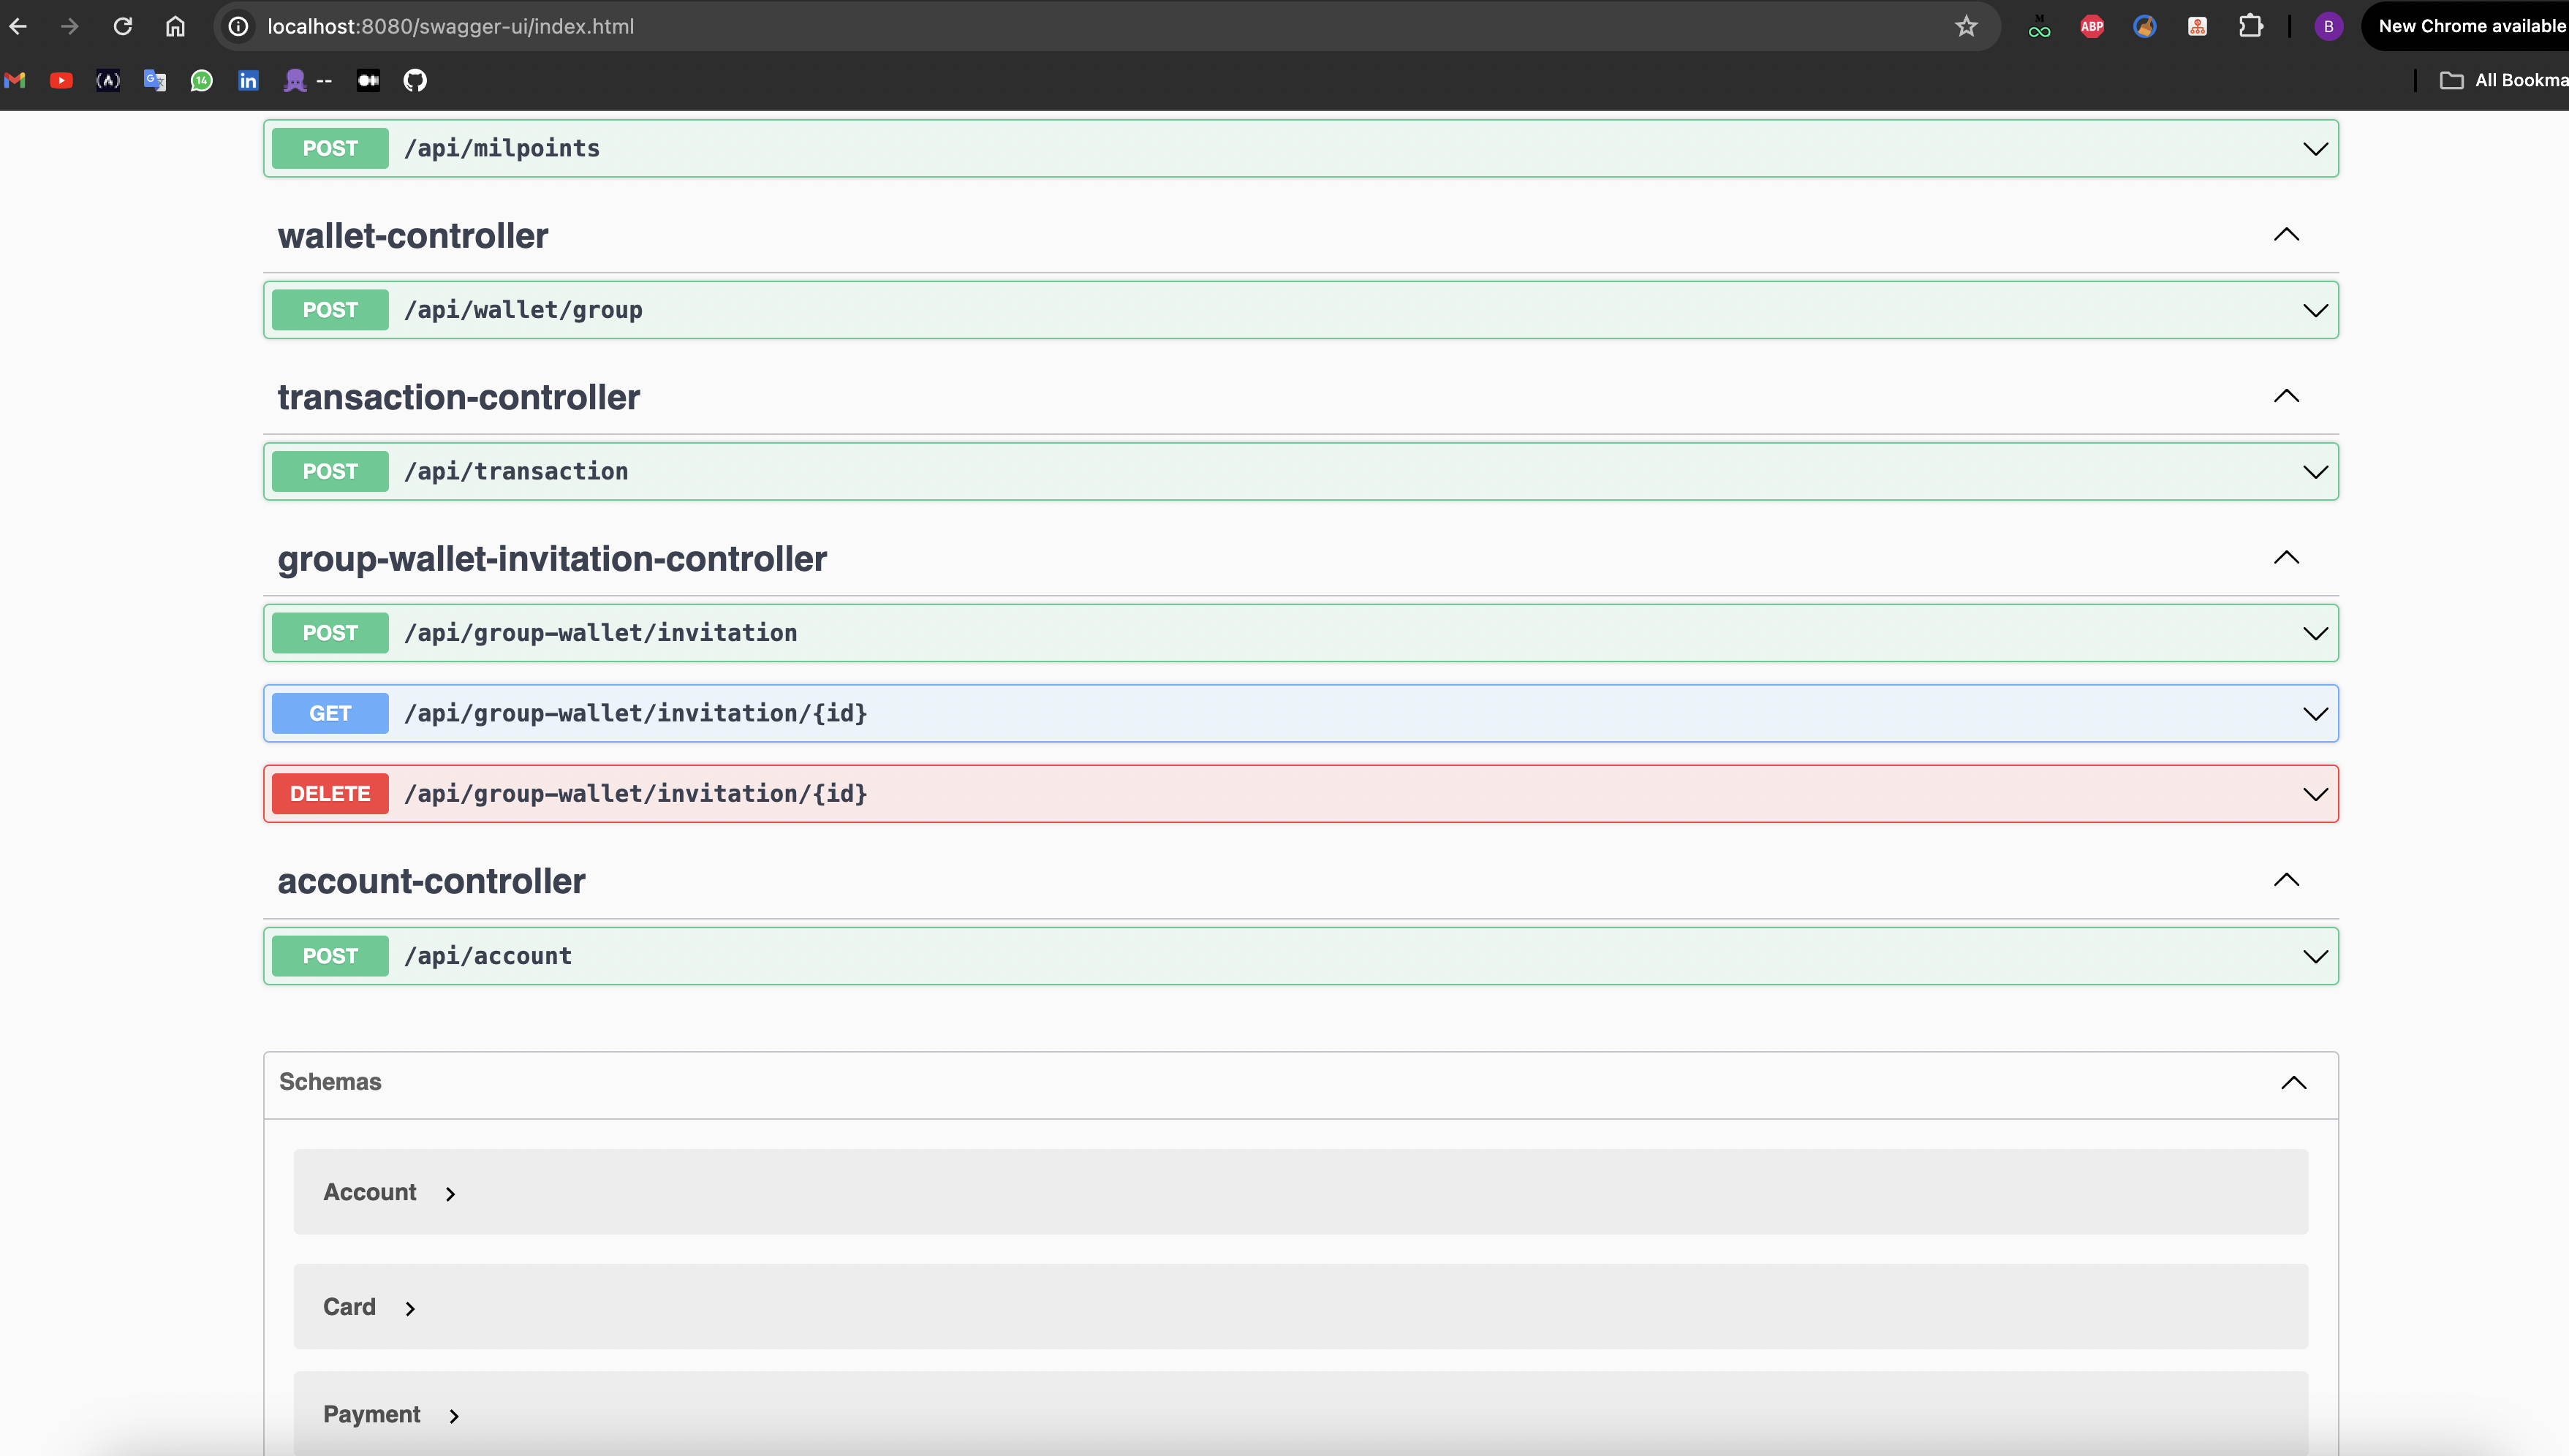 localhost:8080/swagger-ui/index.html
M
ABP
B
New Chrome available
G
14
in
--
All Bookma
POST /api/milpoints
wallet-controller
POST /api/wallet/group
transaction-controller
POST /api/transaction
group-wallet-invitation-controller
POST /api/group-wallet/invitation
GET /api/group-wallet/invitation/{id}
DELETE /api/group-wallet/invitation/{id}
account-controller
POST /api/account
Schemas
Account
Card
Payment